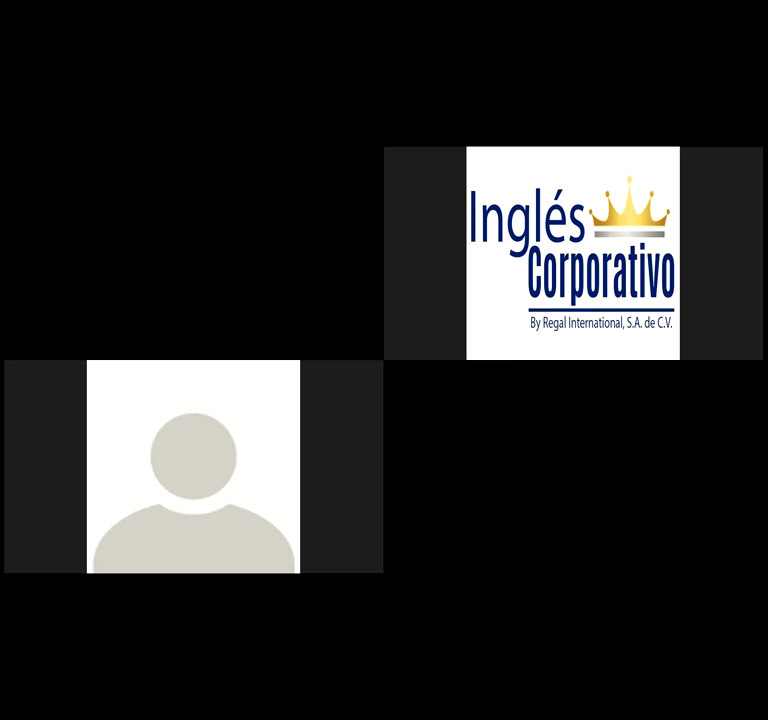 Inglés
Corporativo
By Regal International, S.A. de C.V.